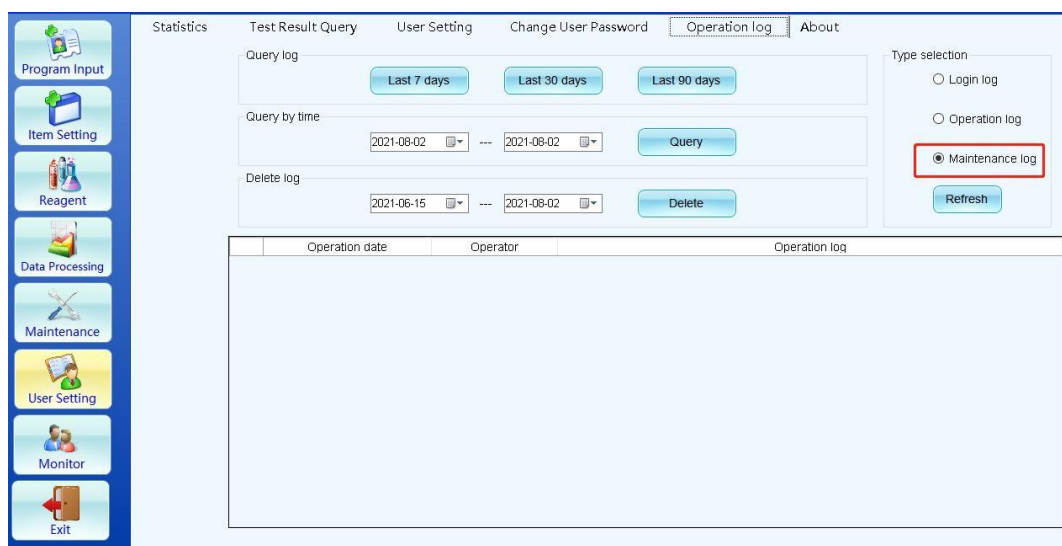 Program Input
Item Setting
Reagent
Data Processing
Maintenance
User Setting
Monitor
Exit
Statistics Test Result Query User Setting Change User Password Operation log About
Query log
Last 7 days Last 30 days Last 90 days
Query by time
2021-08-02 --- 2021-08-02 Query
Delete log
2021-06-15 --- 2021-08-02 Delete
Type selection
Login log
Operation log
Maintenance log
Refresh
Operation date Operator Operation log